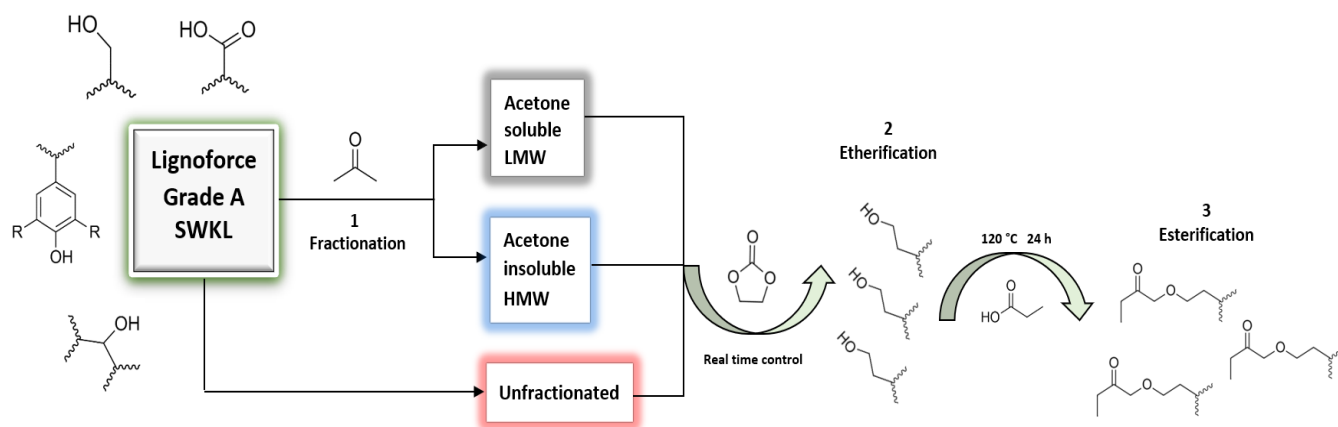 HO
HO
O
Lignoforce
Grade A
SWKL
R
R
OH
OH
O
1
Fractionation
Acetone
soluble
LMW
Acetone
insoluble
HMW
Unfractionated
O
O
O
Real time control
2
Etherification
HO
HO
HO
120 °C 24 h
O
HO
3
Esterification
O
O
O
O
O
O